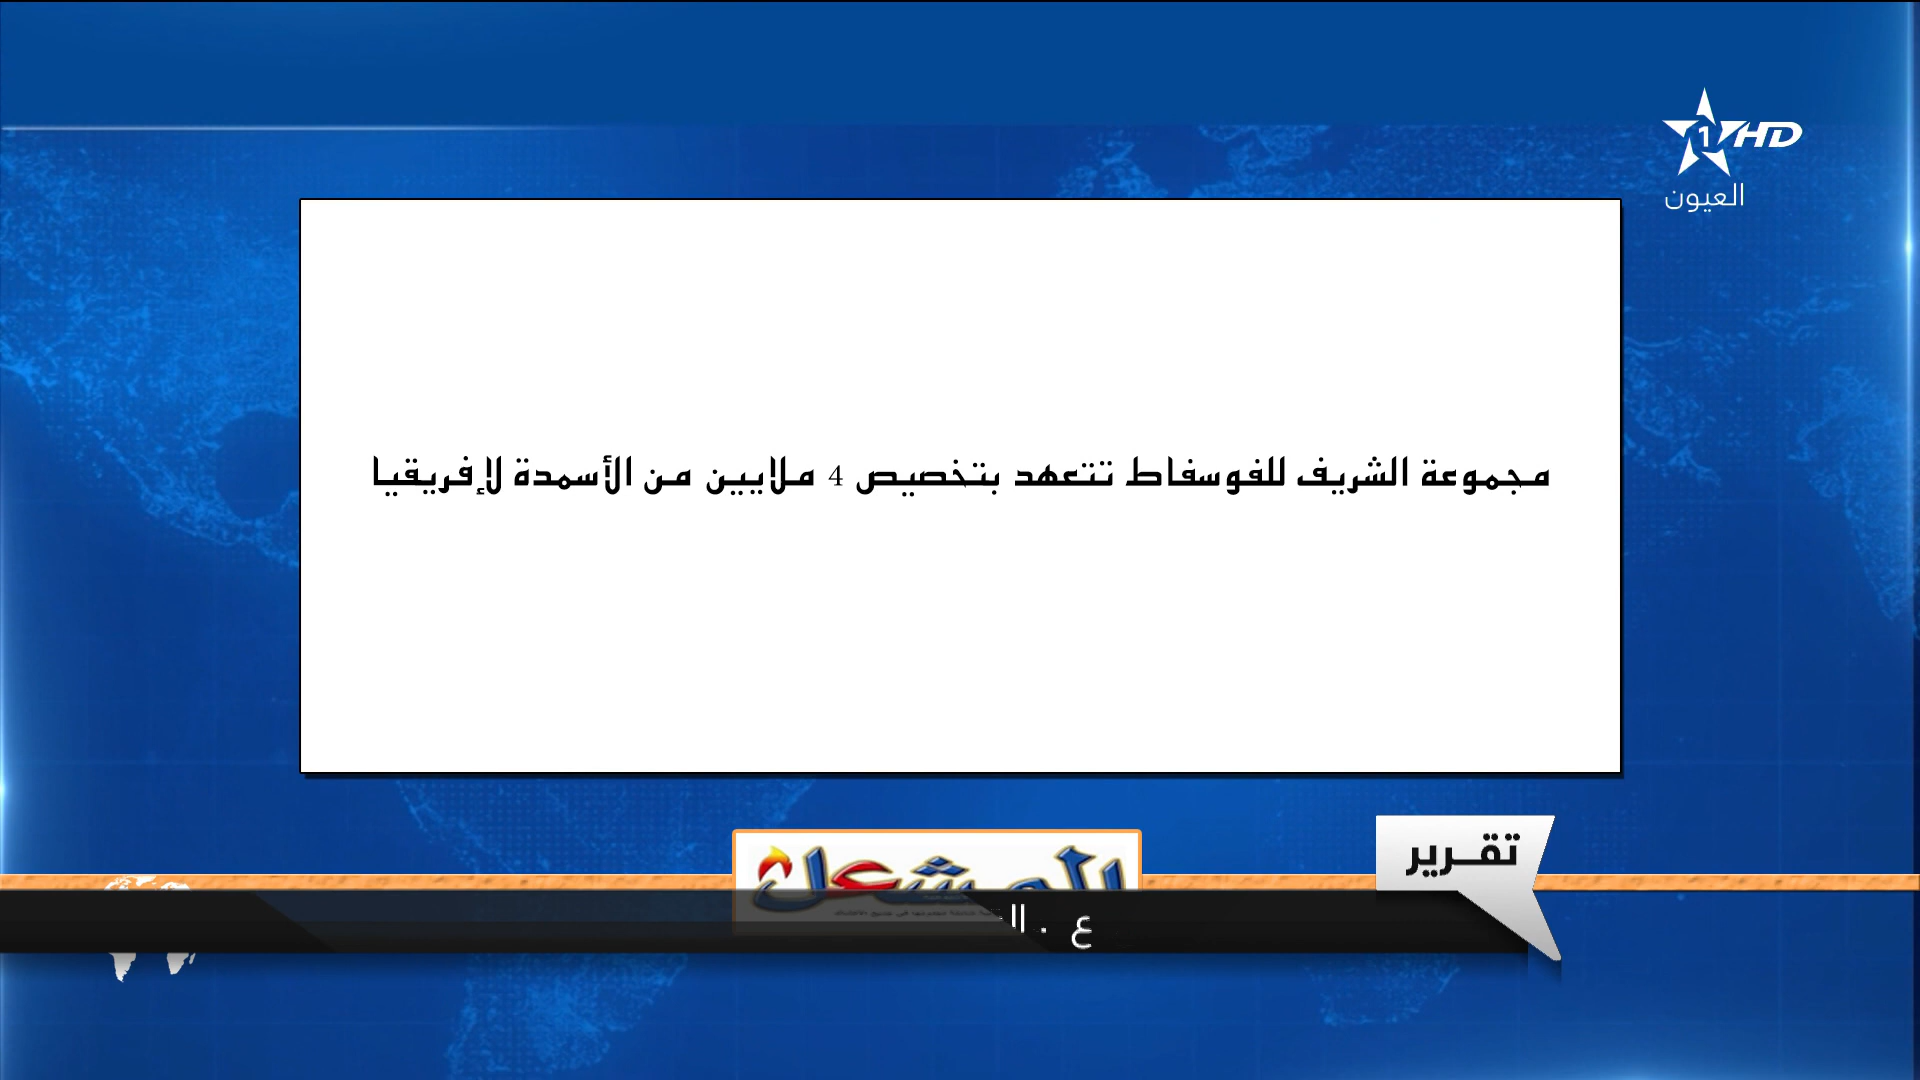 1 HD
العيون
مجموعة الشريف للفوسفاط تتعهد بتخصيص 4 ملايين من الأسمدة لإفريقيا
تقرير
المشعل
ع .